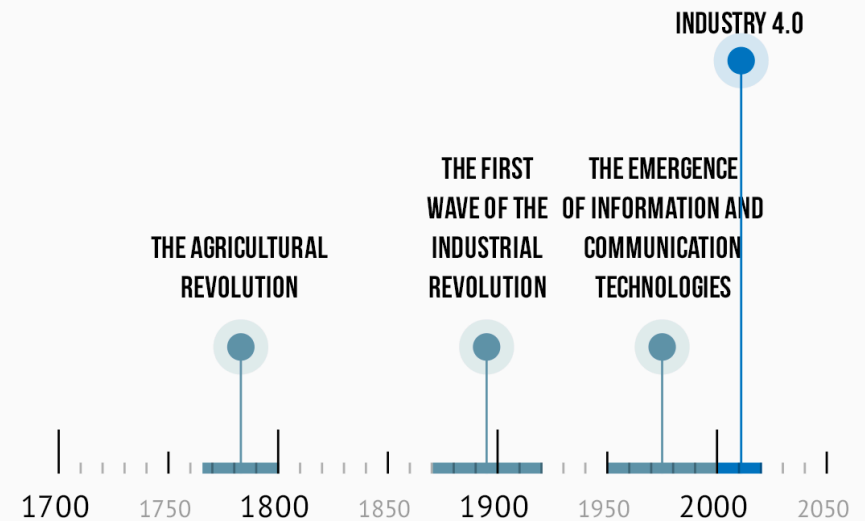 INDUSTRY 4.0
THE AGRICULTURAL
REVOLUTION
THE FIRST
WAVE OF THE
INDUSTRIAL
REVOLUTION
THE EMERGENCE
OF INFORMATION AND
COMMUNICATION
TECHNOLOGIES
1700 1750 1800 1850 1900 1950 2000 2050